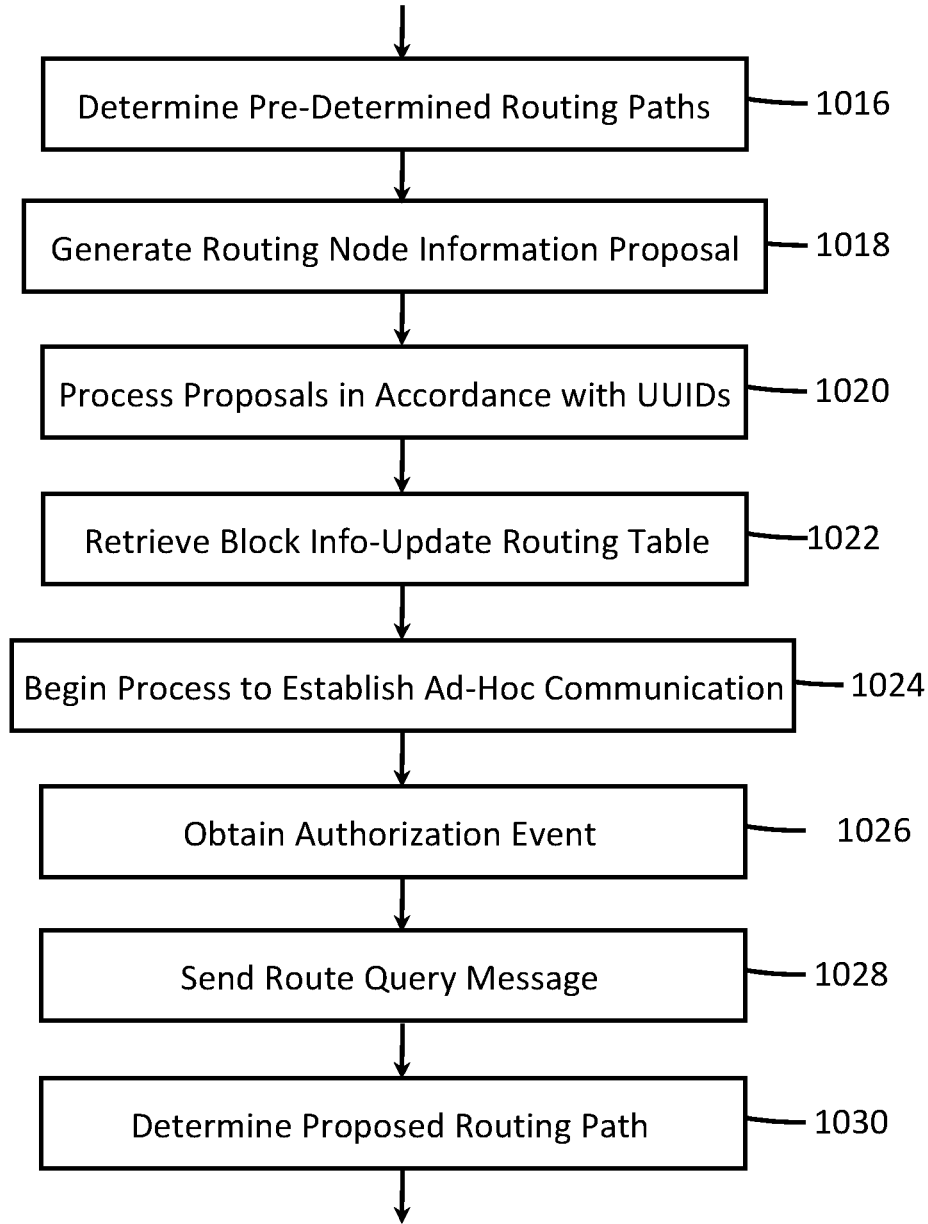 Determine Pre-Determined Routing Paths
1016
Generate Routing Node Information Proposal
1018
Process Proposals in Accordance with UUIDs
1020
Retrieve Block Info-Update Routing Table
1022
Begin Process to Establish Ad-Hoc Communication
1024
Obtain Authorization Event
1026
Send Route Query Message
1028
Determine Proposed Routing Path
1030